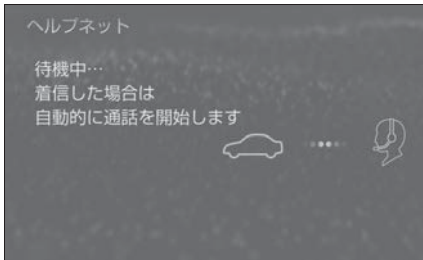 ヘルプネット
待機中…
着信した場合は
自動的に通話を開始します